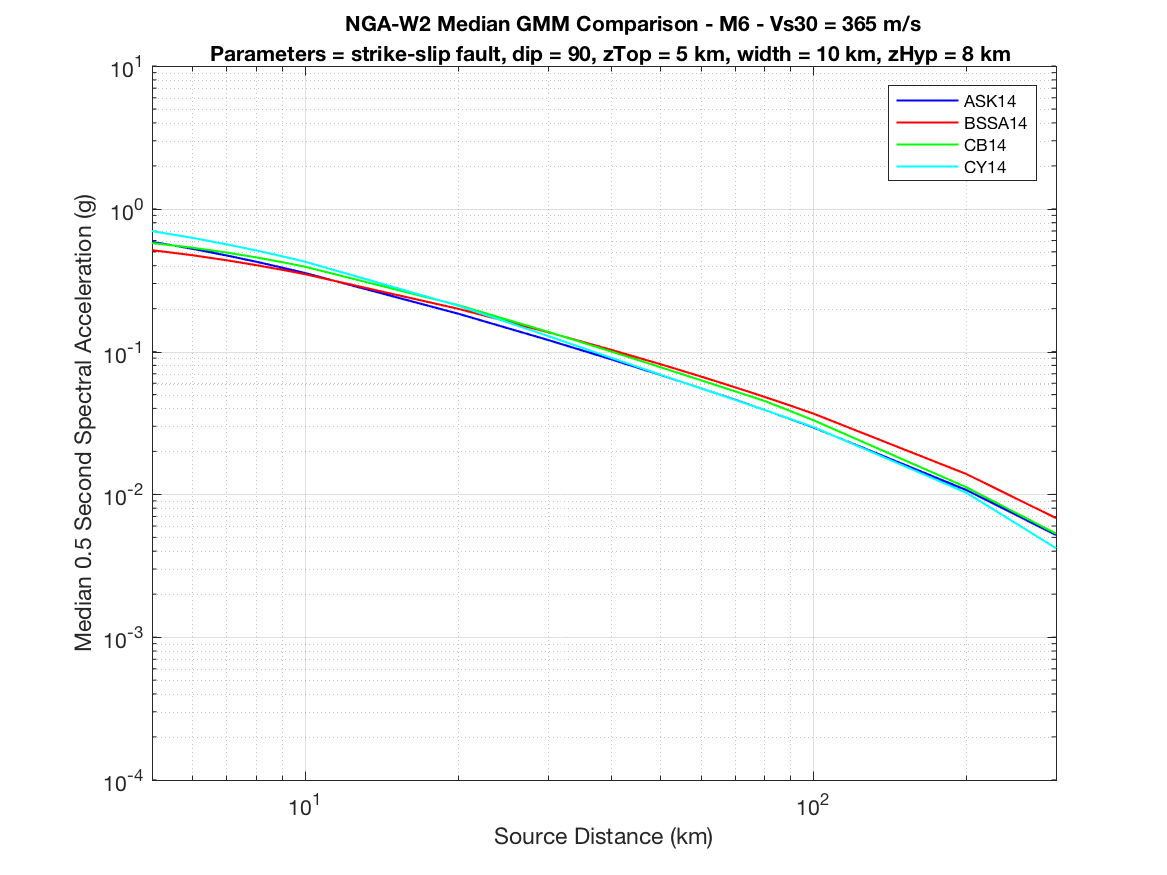 NGA-W2 Median GMM Comparison - M6 - Vs30 = 365 m/s
Parameters = strike-slip fault, dip = 90, zTop = 5 km, width = 10 km, zHyp = 8 km
10^1
10^0
10^-1
10^-2
10^-3
10^-4
Median 0.5 Second Spectral Acceleration (g)
ASK14
BSSA14
CB14
CY14
10^1
10^2
Source Distance (km)